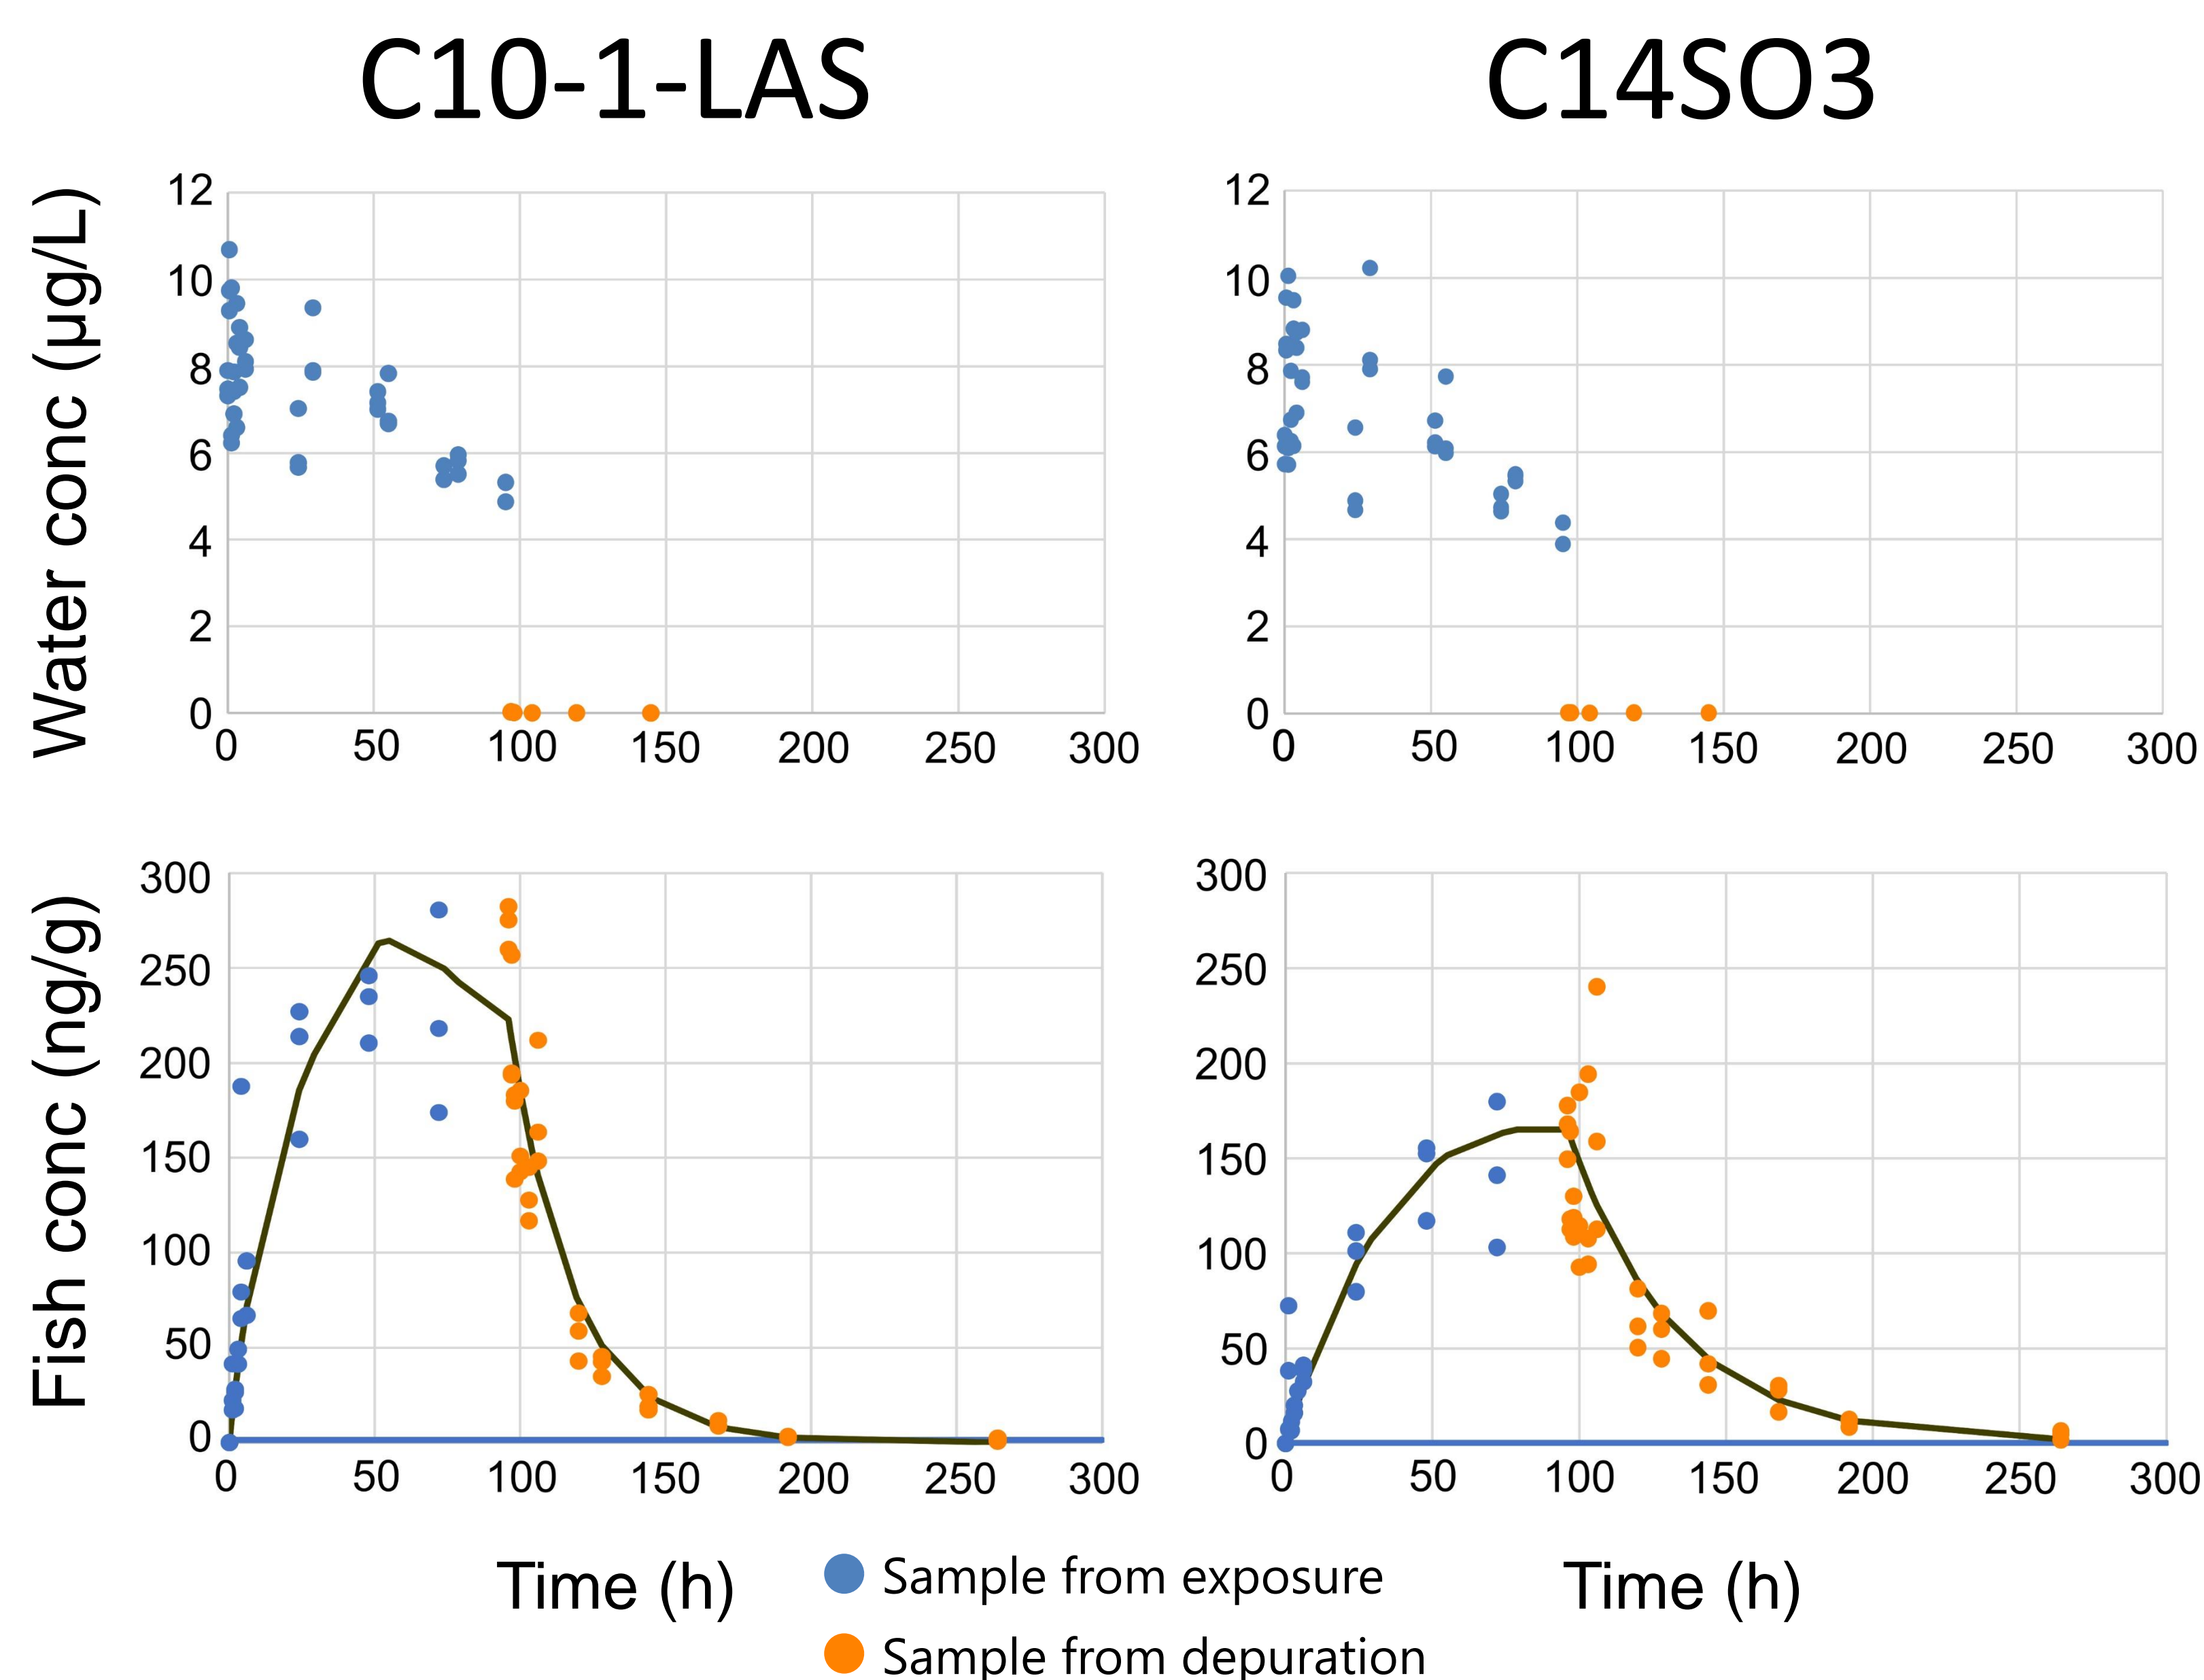 C10-1-LAS
C14SO3
Water conc (µg/L)
12
10
8
6
4
2
0
0 50 100 150 200 250 300
12
10
8
6
4
2
0
0 50 100 150 200 250 300
Fish conc (ng/g)
300
250
200
150
100
50
0
0 50 100 150 200 250 300
300
250
200
150
100
50
0
0 50 100 150 200 250 300
Time (h)
Time (h)
Sample from exposure
Sample from depuration